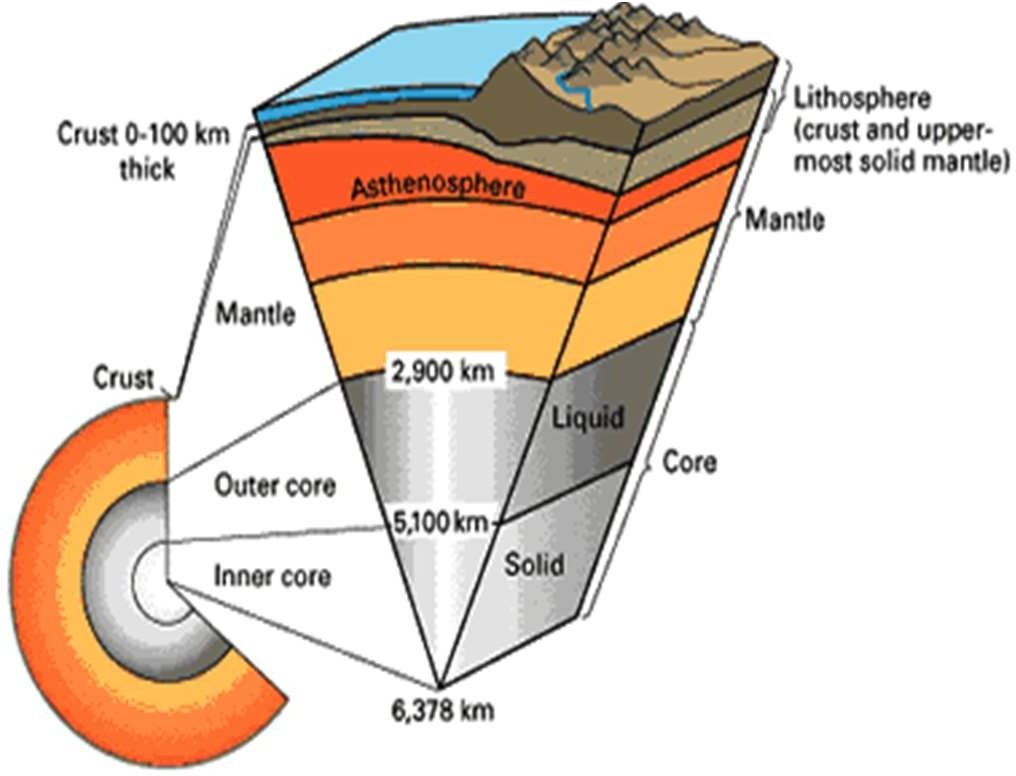 Crust 0-100 km
thick
Lithosphere
(crust and upper-
most solid mantle)
Asthenosphere
Mantle
Mantle
2,900 km
Crust
Liquid
Outer core
Core
5,100 km
Inner core
Solid
6,378 km